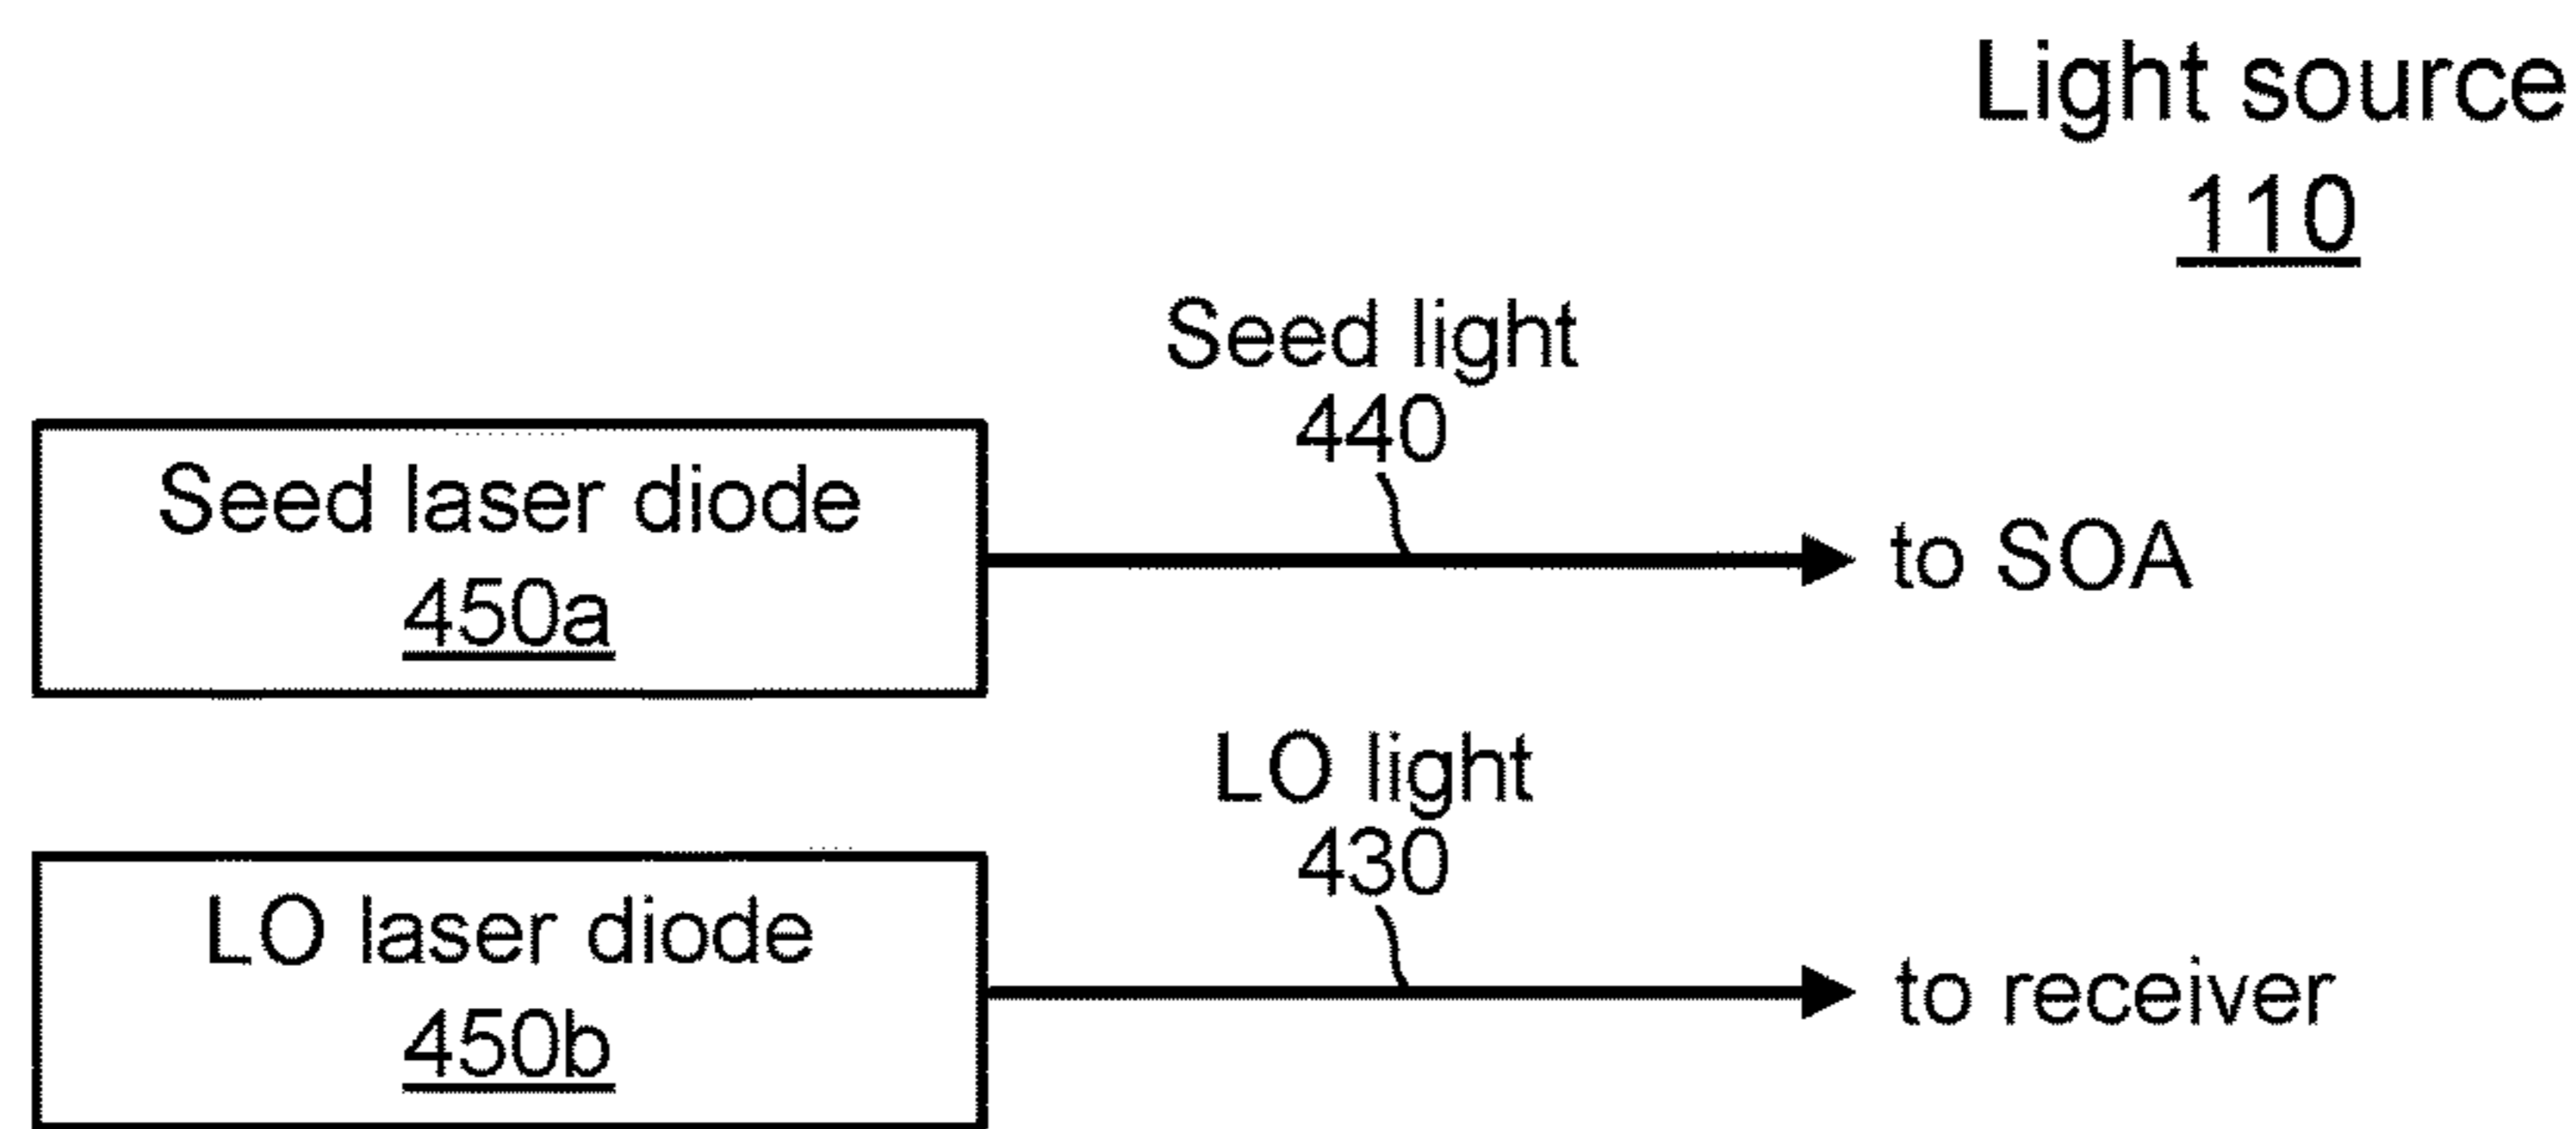 Light source
110
Seed light
440
Seed laser diode
450a
to SOA
LO light
430
LO laser diode
450b
to receiver